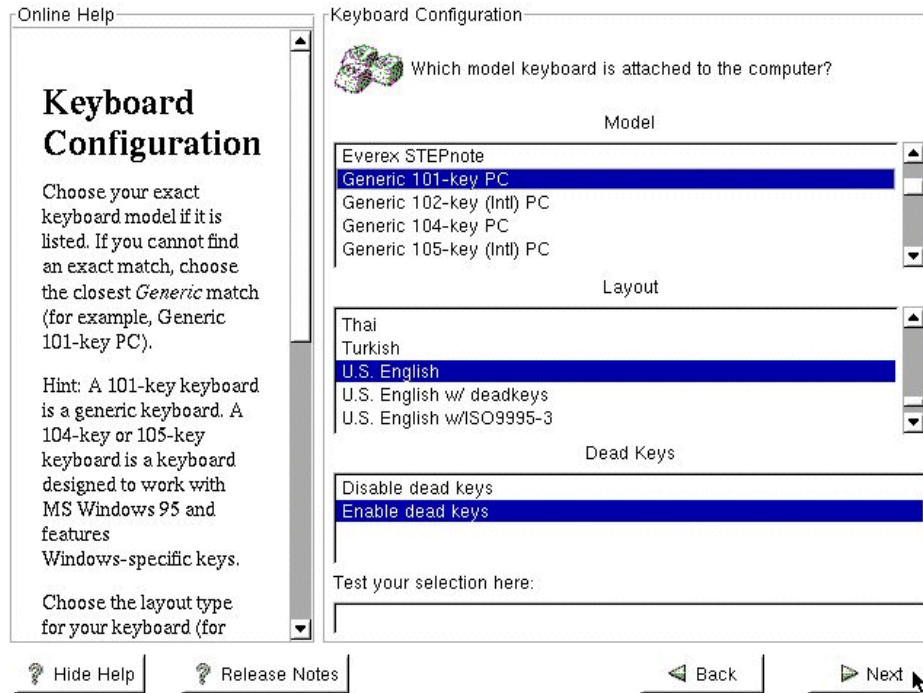 Online Help
Keyboard
Configuration
Choose your exact
keyboard model if it is
listed. If you cannot find
an exact match, choose
the closest Generic match
(for example, Generic
101-key PC).
Hint: A 101-key keyboard
is a generic keyboard. A
104-key or 105-key
keyboard is a keyboard
designed to work with
MS Windows 95 and
features
Windows-specific keys.
Choose the layout type
for your keyboard (for
Keyboard Configuration
Which model keyboard is attached to the computer?
Model
Everex STEPnote
Generic 101-key PC
Generic 102-key (Intl) PC
Generic 104-key PC
Generic 105-key (Intl) PC
Layout
Thai
Turkish
U.S. English
U.S. English w/ deadkeys
U.S. English w/ISO9995-3
Dead Keys
Disable dead keys
Enable dead keys
Test your selection here:
Hide Help
Release Notes
Back
Next